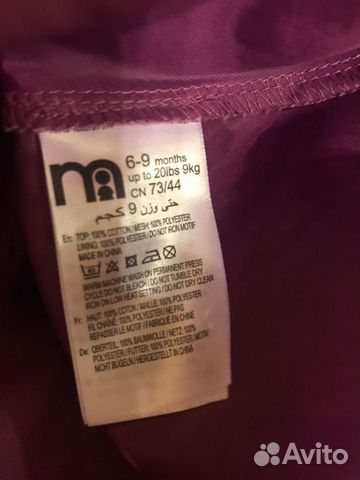 m
6-9 months
up to 20lbs 9kg
CN 73/44
حتى وزن 9 كجم
En: TOP: 100% COTTON / MESH: 100% POLYESTER
LINING: 100% POLYESTER/ DO NOT IRON MOTIF
MADE IN CHINA
WARM MACHINE WASH ON PERMANENT PRESS
CYCLE DO NOT BLEACH / DO NOT TUMBLE DRY
IRON ON LOW HEAT SETTING / DO NOT DRY CLEAN
Fr: HAUT: 100% COTON / MAILLE: 100% POLYESTER
FIL CHAÎNÉ: 100% POLYESTER/ NE PAS
REPASSER LE MOTIF / FABRIQUÉ EN CHINE
De: OBERTEIL: 100% BAUMWOLLE / NETZ: 100%
POLYESTER / FUTTER: 100% POLYESTER / MOTIV
NICHT BÜGELN / HERGESTELLT IN CHINA
Avito